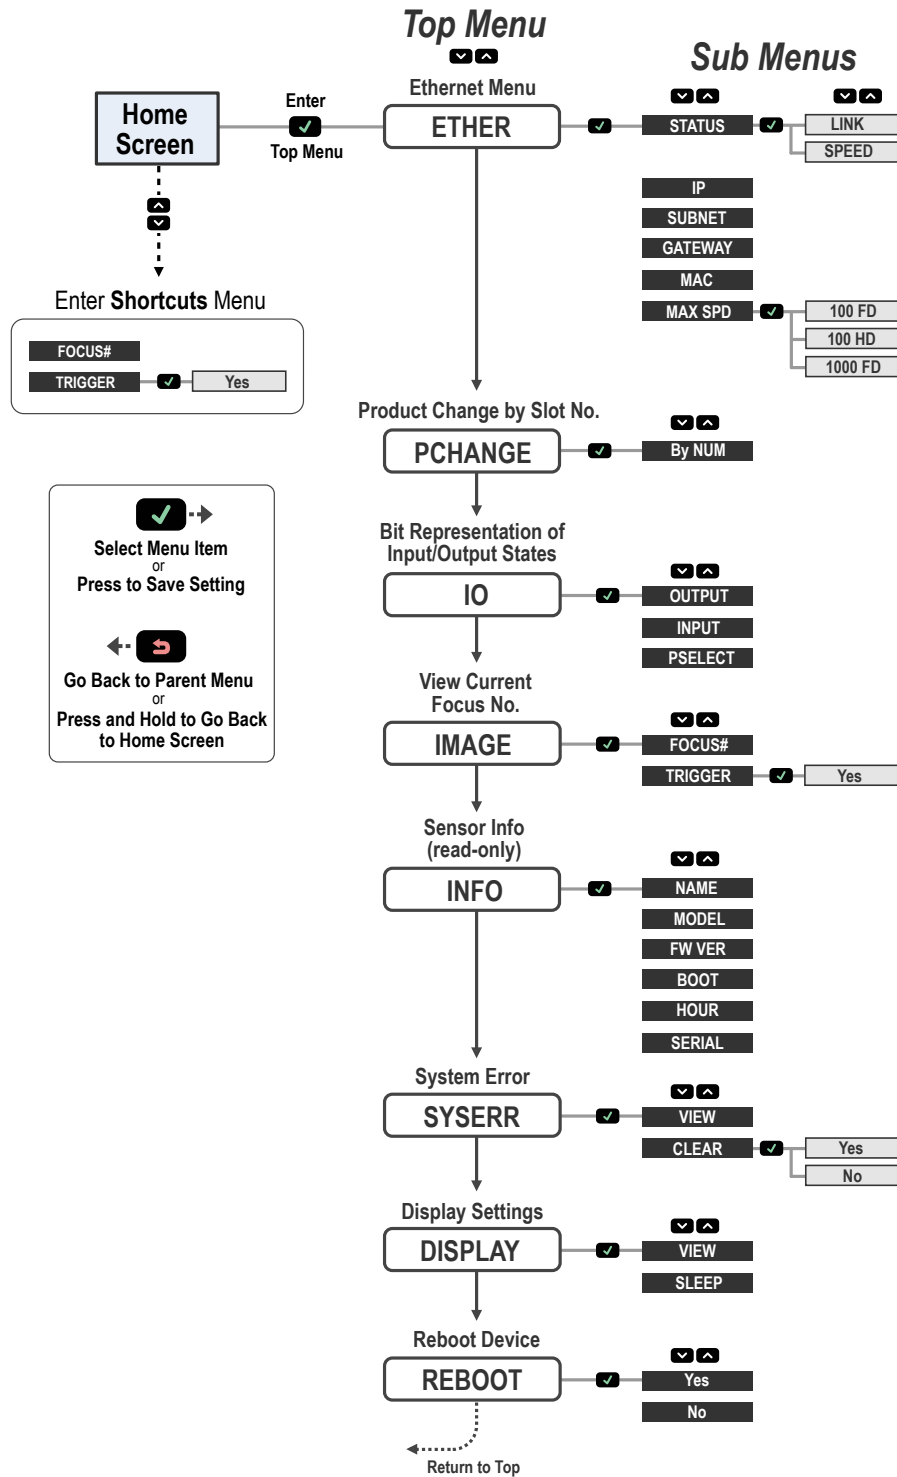 Top Menu
Sub Menus
Ethernet Menu
Home
Screen
Enter
Top Menu
ETHER
STATUS
LINK
SPEED
IP
SUBNET
GATEWAY
MAC
MAX SPD
100 FD
100 HD
1000 FD
Enter Shortcuts Menu
FOCUS#
TRIGGER
Yes
Product Change by Slot No.
PCHANGE
By NUM
Select Menu Item
or
Press to Save Setting
Go Back to Parent Menu
or
Press and Hold to Go Back
to Home Screen
Bit Representation of
Input/Output States
IO
OUTPUT
INPUT
PSELECT
View Current
Focus No.
IMAGE
FOCUS#
TRIGGER
Yes
Sensor Info
(read-only)
INFO
NAME
MODEL
FW VER
BOOT
HOUR
SERIAL
System Error
SYSERR
VIEW
CLEAR
Yes
No
Display Settings
DISPLAY
VIEW
SLEEP
Reboot Device
REBOOT
Yes
No
Return to Top